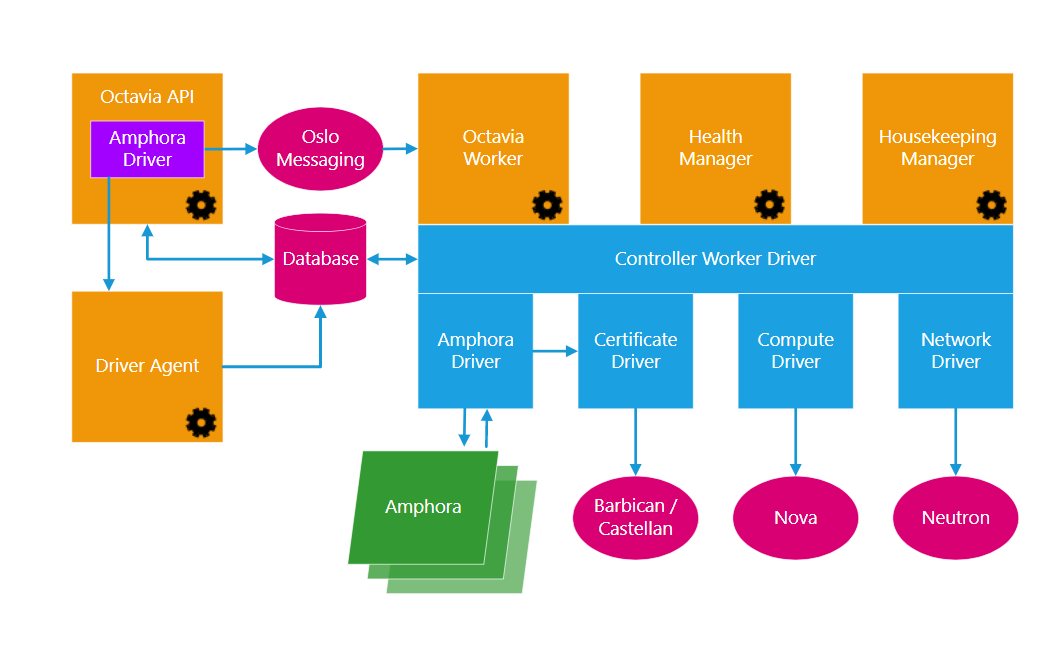 Octavia API
Amphora
Driver
Oslo
Messaging
Octavia
Worker
Health
Manager
Housekeeping
Manager
Database
Controller Worker Driver
Driver Agent
Amphora
Driver
Certificate
Driver
Compute
Driver
Network
Driver
Amphora
Barbican /
Castellan
Nova
Neutron